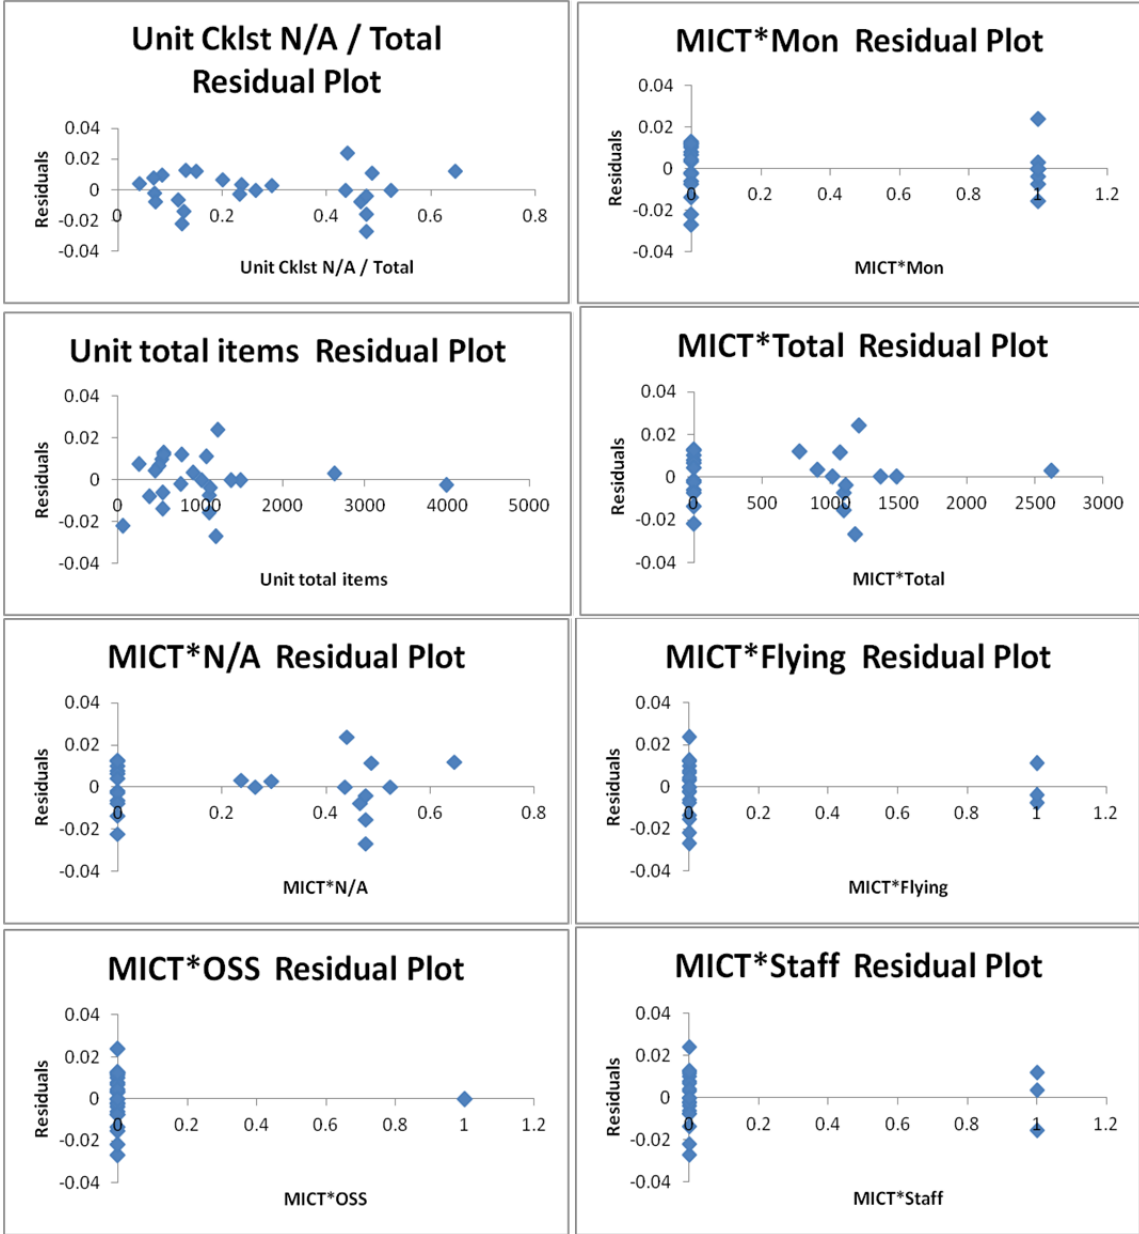 Unit Cklst N/A / Total
Residual Plot
0.04
0.02
0
-0.02
-0.04
Residuals
0 0.2 0.4 0.6 0.8
Unit Cklst N/A / Total
MICT*Mon Residual Plot
0.04
0.02
0
-0.02
-0.04
Residuals
0 0.2 0.4 0.6 0.8 1 1.2
MICT*Mon
Unit total items Residual Plot
0.04
0.02
0
-0.02
-0.04
Residuals
0 1000 2000 3000 4000 5000
Unit total items
MICT*Total Residual Plot
0.04
0.02
0
-0.02
-0.04
Residuals
0 500 1000 1500 2000 2500 3000
MICT*Total
MICT*N/A Residual Plot
0.04
0.02
0
-0.02
-0.04
Residuals
0 0.2 0.4 0.6 0.8
MICT*N/A
MICT*Flying Residual Plot
0.04
0.02
0
-0.02
-0.04
Residuals
0 0.2 0.4 0.6 0.8 1 1.2
MICT*Flying
MICT*OSS Residual Plot
0.04
0.02
0
-0.02
-0.04
Residuals
0 0.2 0.4 0.6 0.8 1 1.2
MICT*OSS
MICT*Staff Residual Plot
0.04
0.02
0
-0.02
-0.04
Residuals
0 0.2 0.4 0.6 0.8 1 1.2
MICT*Staff